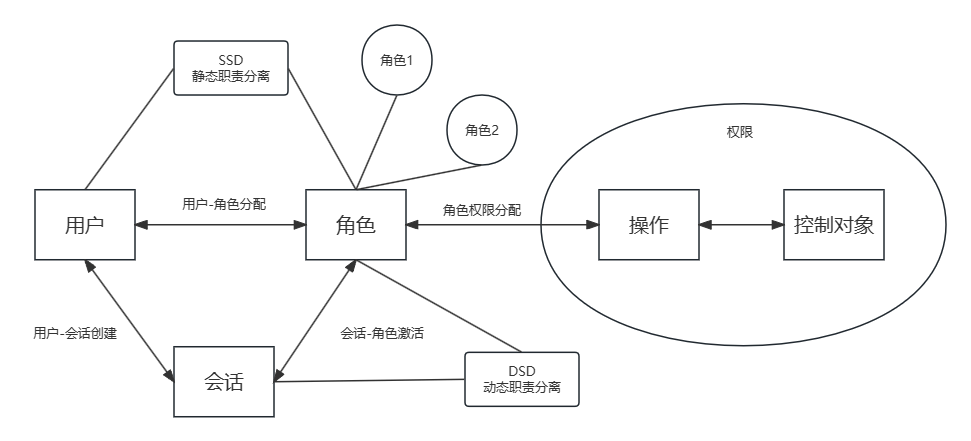 SSD
静态职责分离
角色1
角色2
权限
用户
用户-角色分配
角色
角色权限分配
操作
控制对象
用户-会话创建
会话-角色激活
会话
DSD
动态职责分离